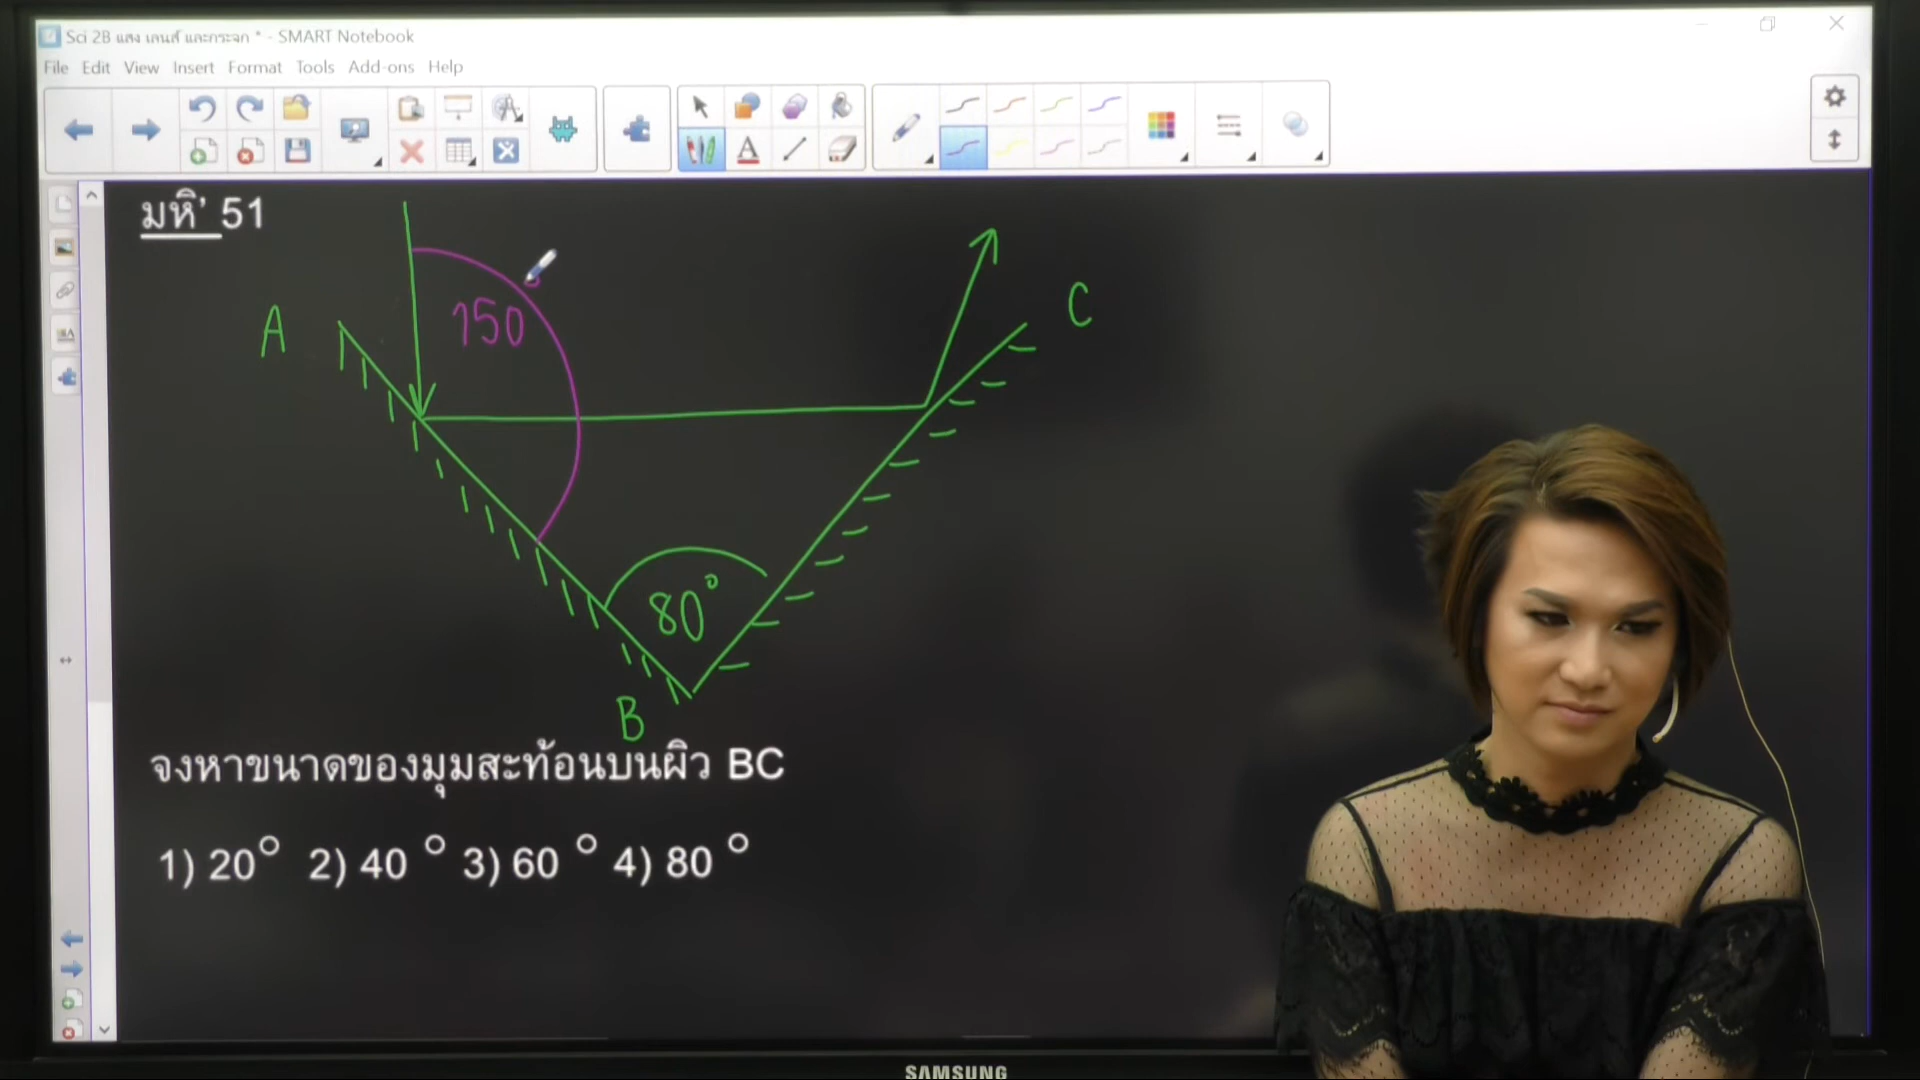 Sci 2B แสง เลนส์ และกระจก * - SMART Notebook
File Edit View Insert Format Tools Add-ons Help
มหิ' 51
150°
A
C
80°
B
จงหาขนาดของมุมสะท้อนบนผิว BC
1) 20° 2) 40° 3) 60° 4) 80°
SAMSUNG